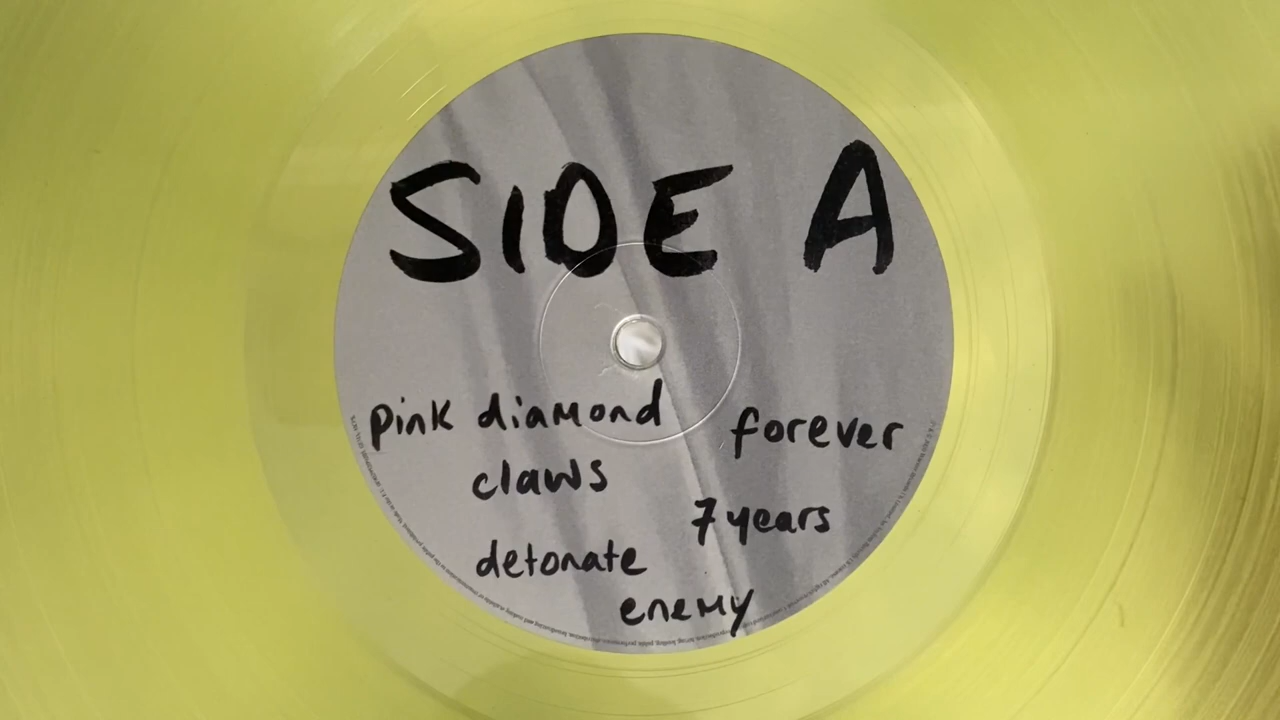 SIDE A
pink diamond
forever
claws
7 years
detonate
enemy